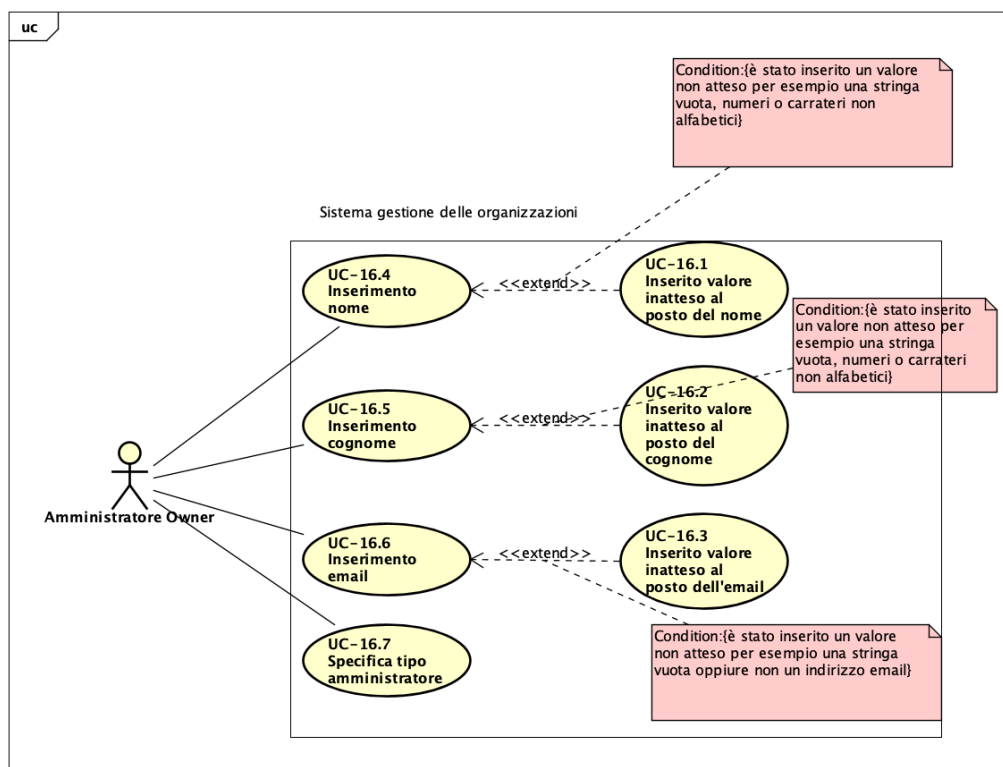 uc
Condition:{è stato inserito un valore
non atteso per esempio una stringa
vuota, numeri o carrateri non
alfabetici}
Sistema gestione delle organizzazioni
UC-16.4
Inserimento
nome
<<extend>>
UC-16.1
Inserito valore
inatteso al
posto del nome
Condition:{è stato inserito
un valore non atteso per
esempio una stringa
vuota, numeri o carrateri
non alfabetici}
UC-16.5
Inserimento
cognome
<<extend>>
UC-16.2
Inserito valore
inatteso al
posto del
cognome
Amministratore Owner
UC-16.6
Inserimento
email
<<extend>>
UC-16.3
Inserito valore
inatteso al
posto dell'email
UC-16.7
Specifica tipo
amministratore
Condition:{è stato inserito un valore
non atteso per esempio una stringa
vuota oppiure non un indirizzo email}